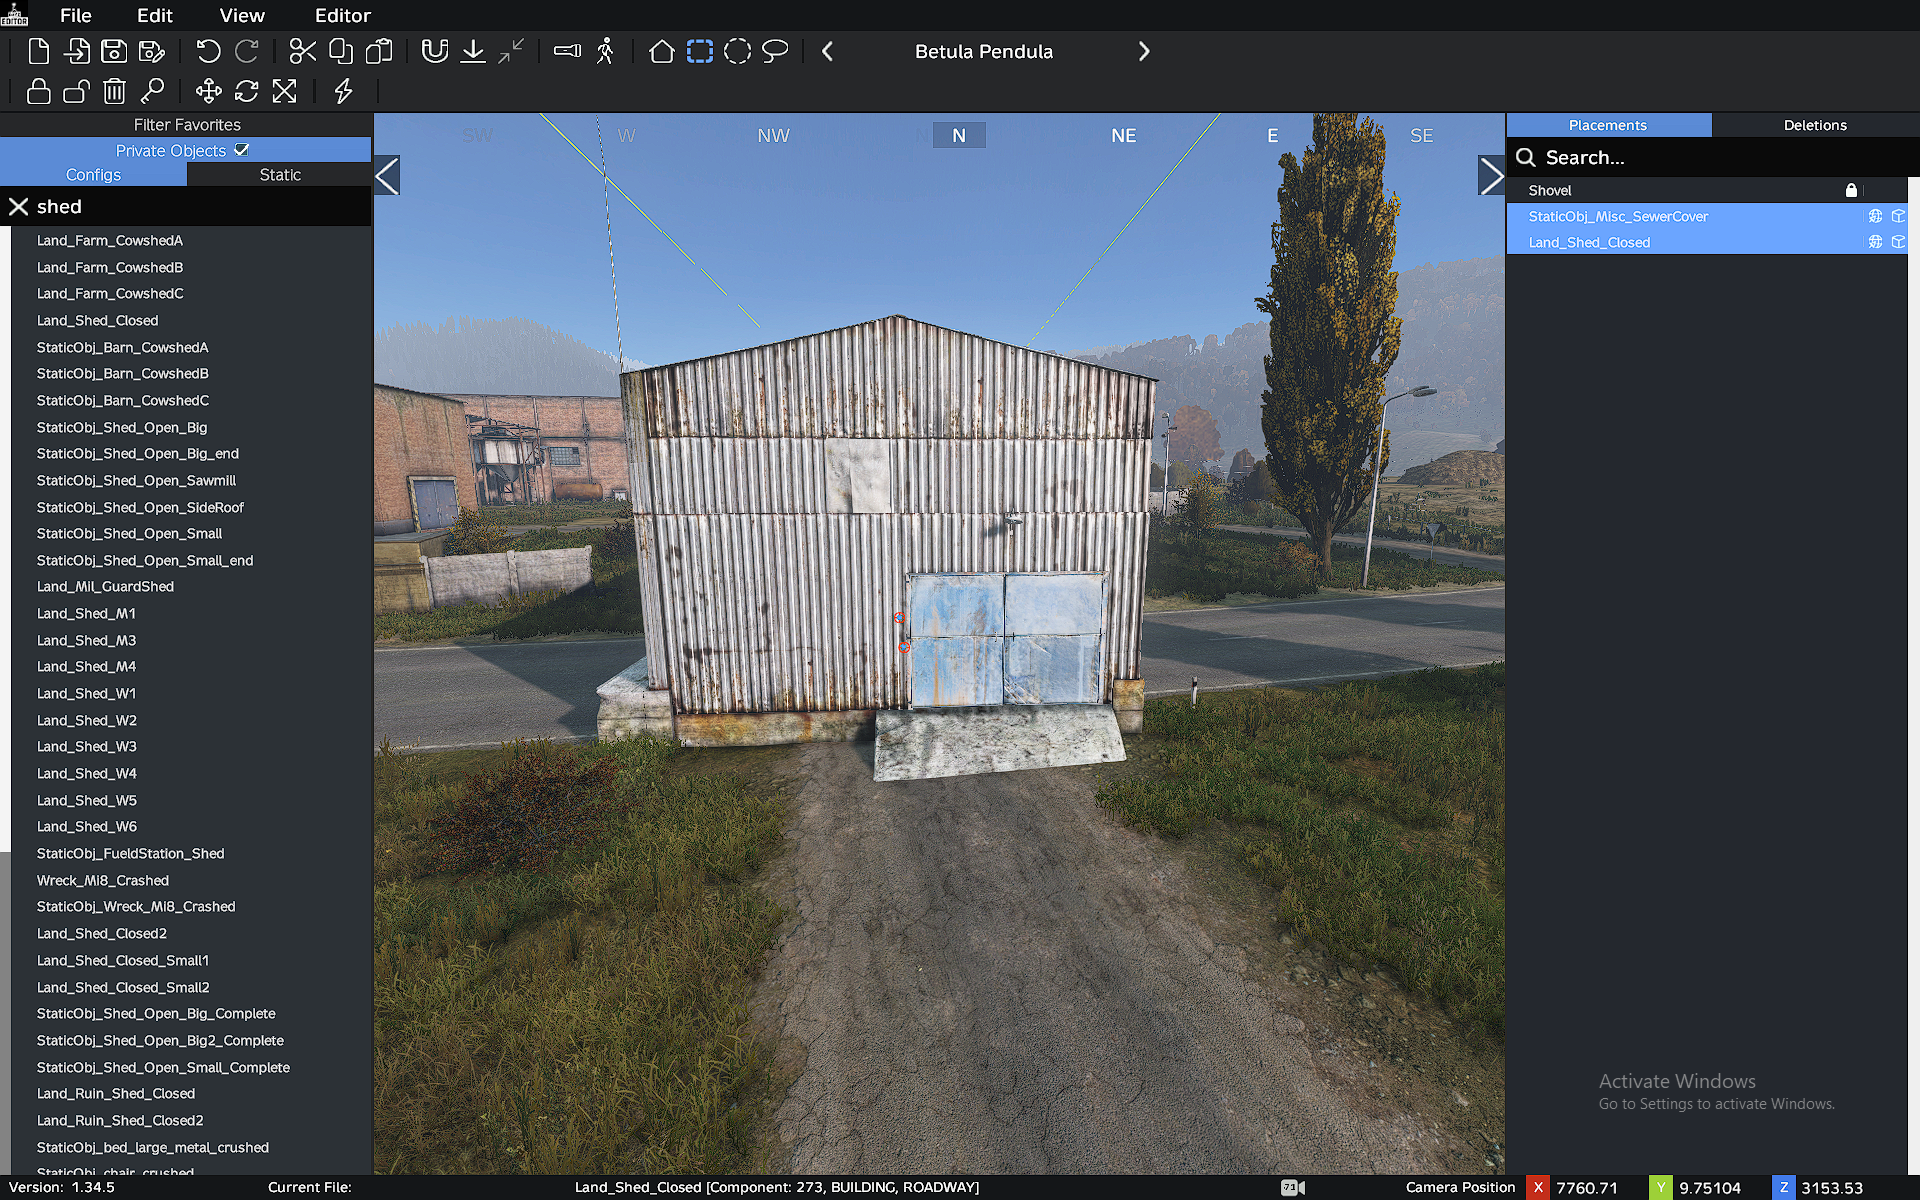 EDITOR
File Edit View Editor
Betula Pendula
Filter Favorites
Private Objects
Configs Static
shed
Land_Farm_CowshedA
Land_Farm_CowshedB
Land_Farm_CowshedC
Land_Shed_Closed
StaticObj_Barn_CowshedA
StaticObj_Barn_CowshedB
StaticObj_Barn_CowshedC
StaticObj_Shed_Open_Big
StaticObj_Shed_Open_Big_end
StaticObj_Shed_Open_Sawmill
StaticObj_Shed_Open_SideRoof
StaticObj_Shed_Open_Small
StaticObj_Shed_Open_Small_end
Land_Mil_GuardShed
Land_Shed_M1
Land_Shed_M3
Land_Shed_M4
Land_Shed_W1
Land_Shed_W2
Land_Shed_W3
Land_Shed_W4
Land_Shed_W5
Land_Shed_W6
StaticObj_FueldStation_Shed
Wreck_Mi8_Crashed
StaticObj_Wreck_Mi8_Crashed
Land_Shed_Closed2
Land_Shed_Closed_Small1
Land_Shed_Closed_Small2
StaticObj_Shed_Open_Big_Complete
StaticObj_Shed_Open_Big2_Complete
StaticObj_Shed_Open_Small_Complete
Land_Ruin_Shed_Closed
Land_Ruin_Shed_Closed2
StaticObj_bed_large_metal_crushed
StaticObj_chair_crushed
SW W NW N N NE E SE
Placements Deletions
Search...
Shovel
StaticObj_Misc_SewerCover
Land_Shed_Closed
Activate Windows
Go to Settings to activate Windows.
Version: 1.34.5 Current File: Land_Shed_Closed [Component: 273, BUILDING, ROADWAY] 71 Camera Position X 7760.71 Y 9.75104 Z 3153.53